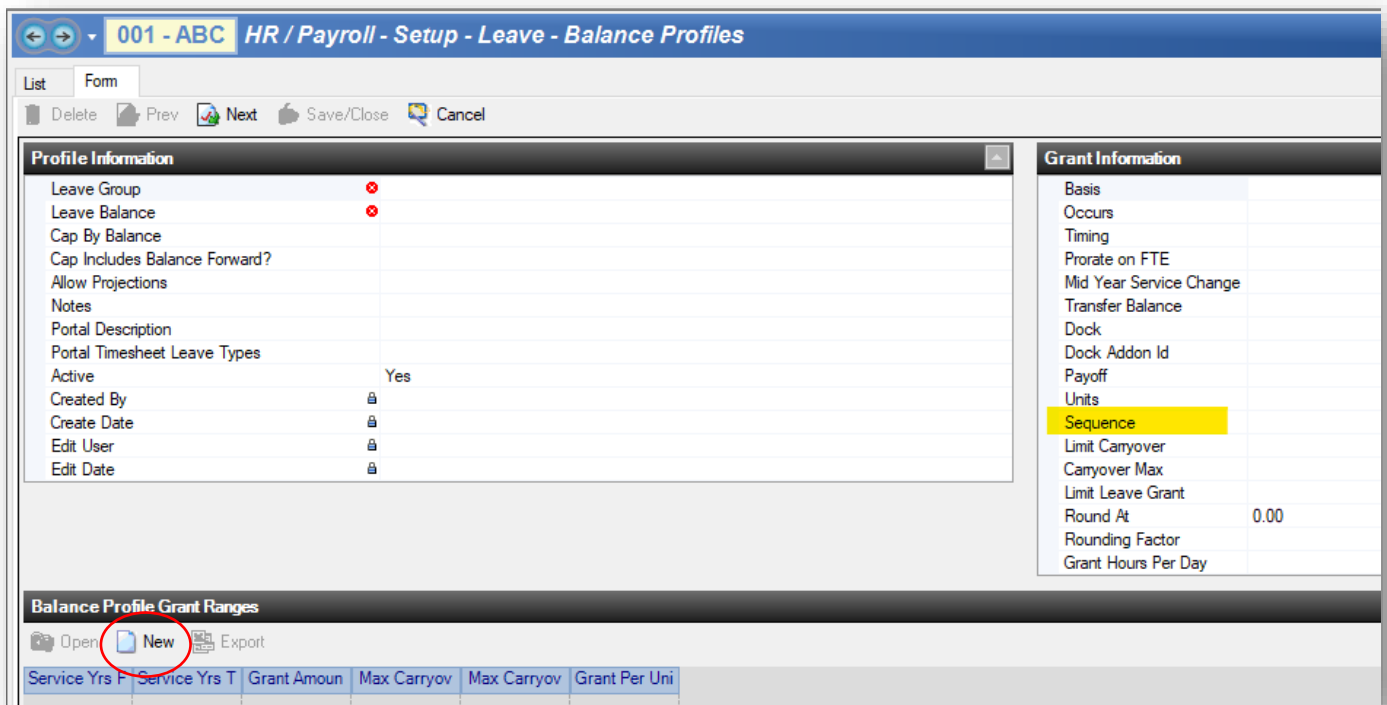 001 - ABC HR / Payroll - Setup - Leave - Balance Profiles
List Form
Delete Prev Next Save/Close Cancel
Profile Information
Leave Group
Leave Balance
Cap By Balance
Cap Includes Balance Forward?
Allow Projections
Notes
Portal Description
Portal Timesheet Leave Types
Active Yes
Created By
Create Date
Edit User
Edit Date
Grant Information
Basis
Occurs
Timing
Prorate on FTE
Mid Year Service Change
Transfer Balance
Dock
Dock Addon Id
Payoff
Units
Sequence
Limit Carryover
Carryover Max
Limit Leave Grant
Round At 0.00
Rounding Factor
Grant Hours Per Day
Balance Profile Grant Ranges
Open New Export
Service Yrs F Service Yrs T Grant Amoun Max Carryov Max Carryov Grant Per Uni